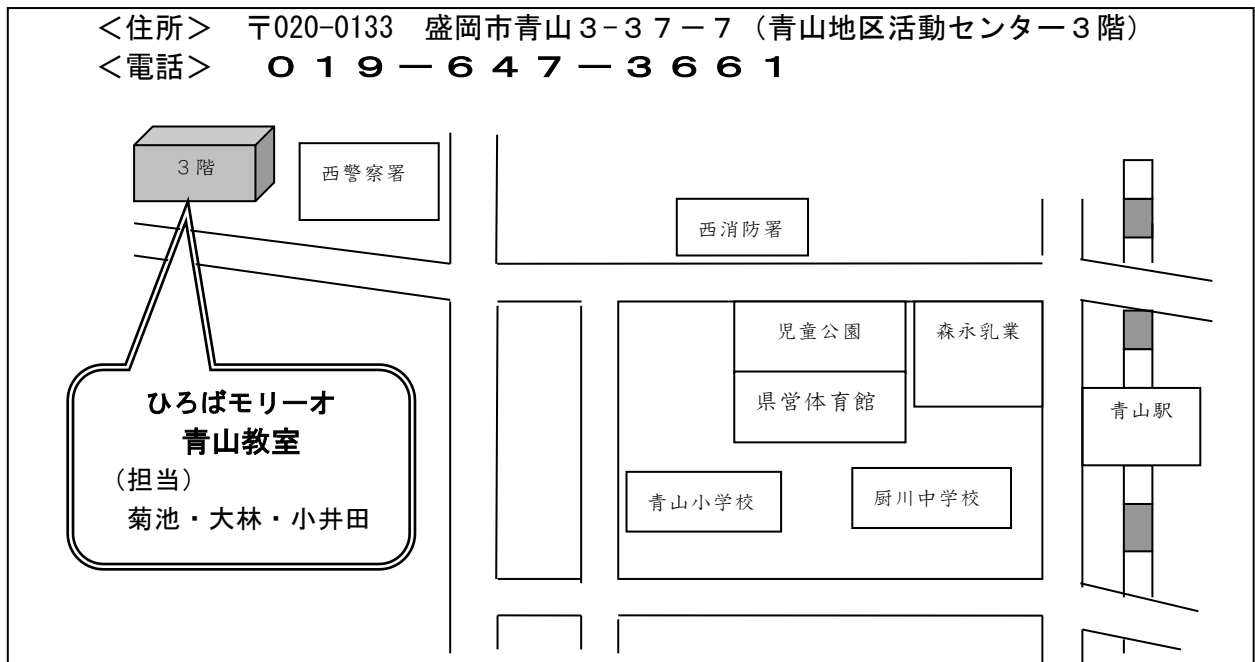 ＜住所＞　〒020-0133　盛岡市青山３-３７－７（青山地区活動センター３階）
＜電話＞　０１９－６４７－３６６１
３階
西警察署
西消防署
児童公園
森永乳業
県営体育館
青山駅
青山小学校
厨川中学校
ひろばモリーオ
青山教室
（担当）
菊池・大林・小井田